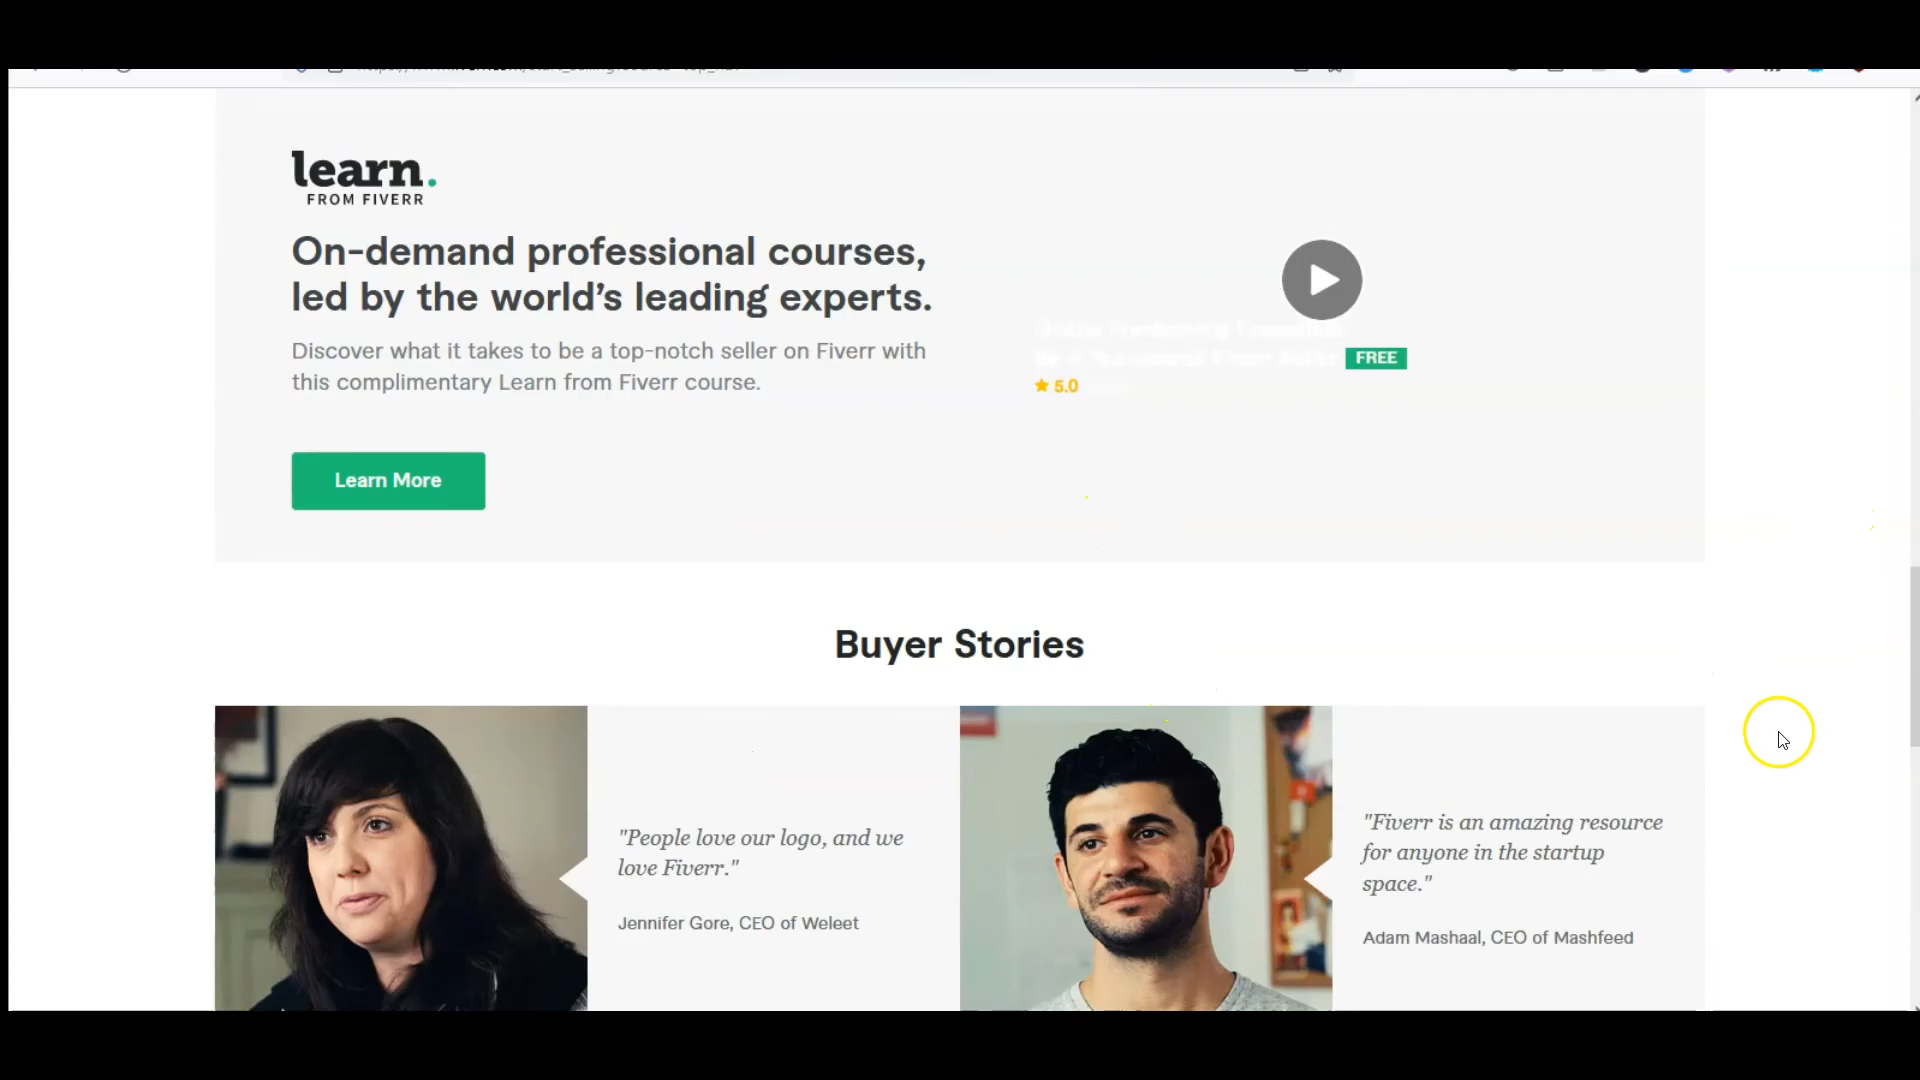 learn.
FROM FIVERR
On-demand professional courses,
led by the world's leading experts.
Discover what it takes to be a top-notch seller on Fiverr with
this complimentary Learn from Fiverr course.
FREE
5.0
Learn More
Buyer Stories
"People love our logo, and we
love Fiverr."
Jennifer Gore, CEO of Weleet
"Fiverr is an amazing resource
for anyone in the startup
space."
Adam Mashaal, CEO of Mashfeed